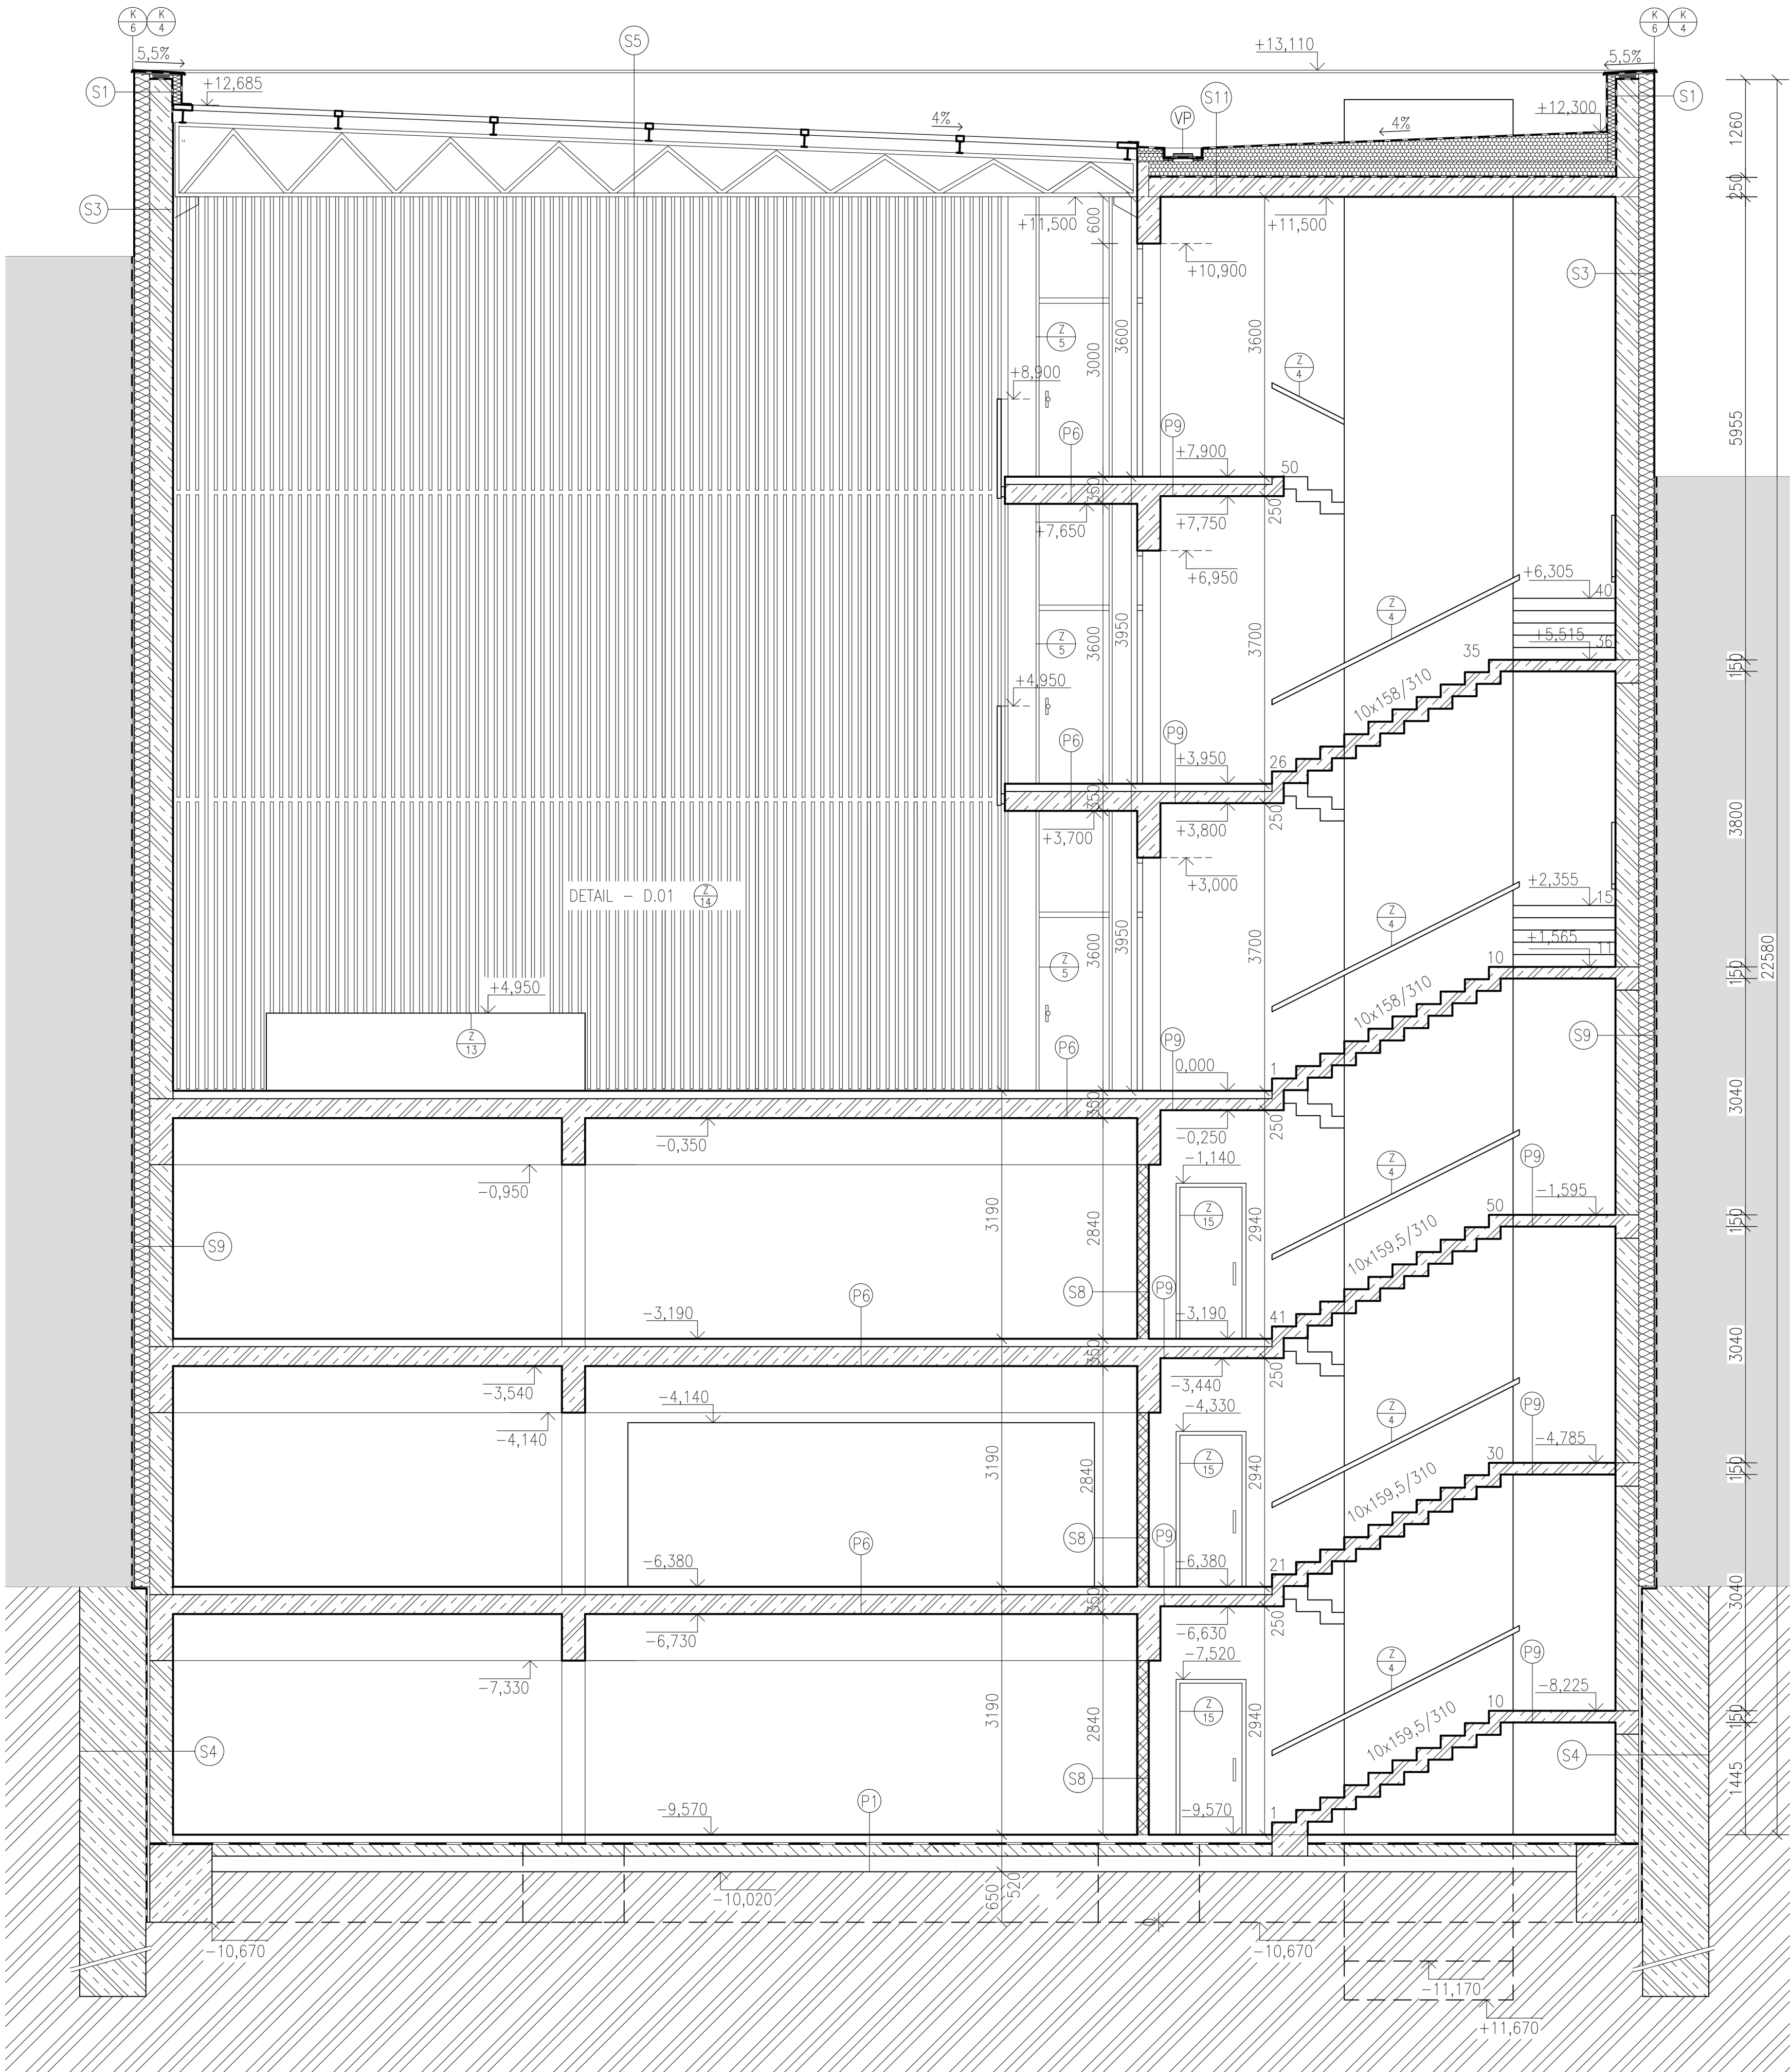 K
6
K
4
K
6
K
4
5,5%
S5
+13,110
5,5%
S1
+12,685
S11
S1
VP
+12,300
4%
4%
1260
250
S3
+11,500
600
+11,500
+10,900
S3
Z
5
3600
3000
3600
Z
4
+8,900
5955
P6
P9
+7,900
50
350
250
+7,650
+7,750
+6,950
+6,305
40
Z
4
+5,515
36
Z
5
3600
3950
3700
35
150
+4,950
10x158/310
P6
P9
+3,950
26
350
250
+3,700
+3,800
3800
+3,000
DETAIL - D.01
Z
14
+2,355
15
Z
4
+1,565
11
Z
5
3600
3950
3700
10
150
22580
+4,950
10x158/310
Z
13
S9
P6
P9
0,000
1
350
250
3040
-0,350
-0,250
-0,950
-1,140
Z
4
P9
-1,595
Z
15
50
150
3190
2840
2940
S9
10x159,5/310
S8
P6
P9
-3,190
-3,190
41
350
250
3040
-3,540
-3,440
-4,140
-4,140
-4,330
Z
4
P9
-4,785
Z
15
30
150
3190
2840
2940
10x159,5/310
S8
P6
P9
-6,380
-6,380
21
350
250
3040
-6,730
-6,630
-7,330
-7,520
Z
4
P9
-8,225
Z
15
10
150
3190
2840
2940
10x159,5/310
S4
S4
S8
1445
P1
-9,570
-9,570
1
-10,020
650
520
0
-10,670
-10,670
-11,170
+11,670